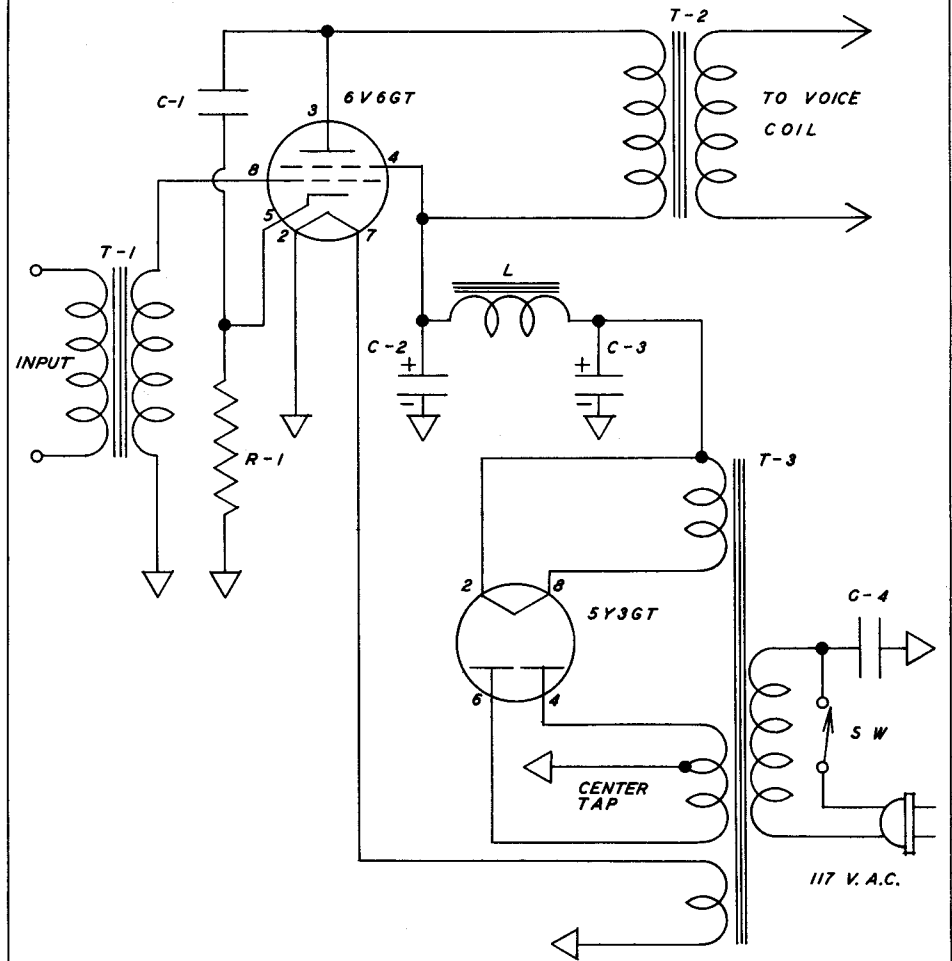 T-2
C-1
6V6GT
TO VOICE
COIL
3
4
8
5
2
7
T-1
L
INPUT
C-2
C-3
+
-
+
-
R-1
T-3
2
8
5Y3GT
C-4
6
4
SW
CENTER
TAP
117 V. A.C.